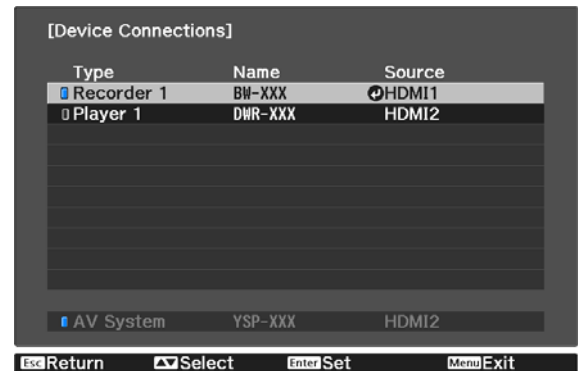 [Device Connections]
Type Name Source
Recorder 1 BW-XXX HDMI1
Player 1 DWR-XXX HDMI2
AV System YSP-XXX HDMI2
Esc Return Select Enter Set Menu Exit